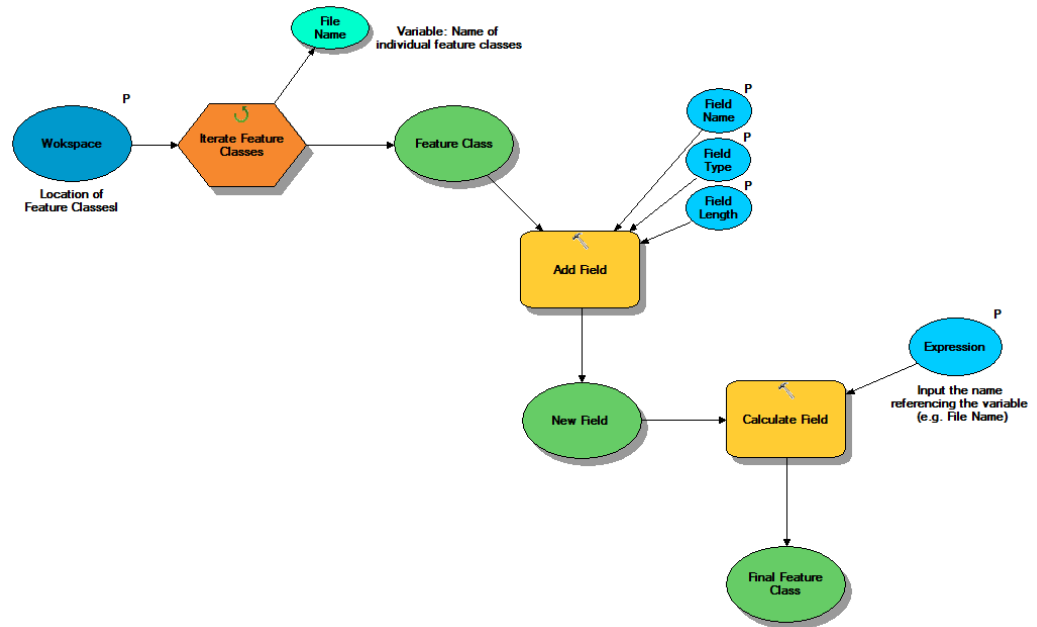 File
Name
Variable: Name of
individual feature classes
P
Wokspace
Iterate Feature
Classes
Feature Class
Location of
Feature Classesl
P
Field
Name
P
Field
Type
P
Field
Length
Add Field
P
Expression
Input the name
referencing the variable
(e.g. File Name)
New Field
Calculate Field
Final Feature
Class